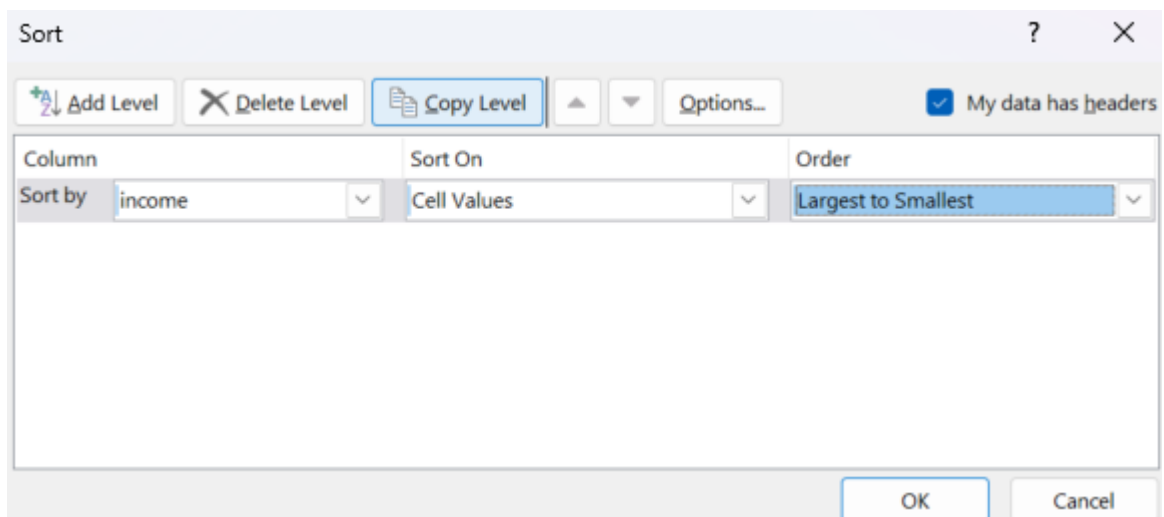 Sort ?
Add Level Delete Level Copy Level Options... My data has headers
Column Sort On Order
Sort by income Cell Values Largest to Smallest
OK Cancel